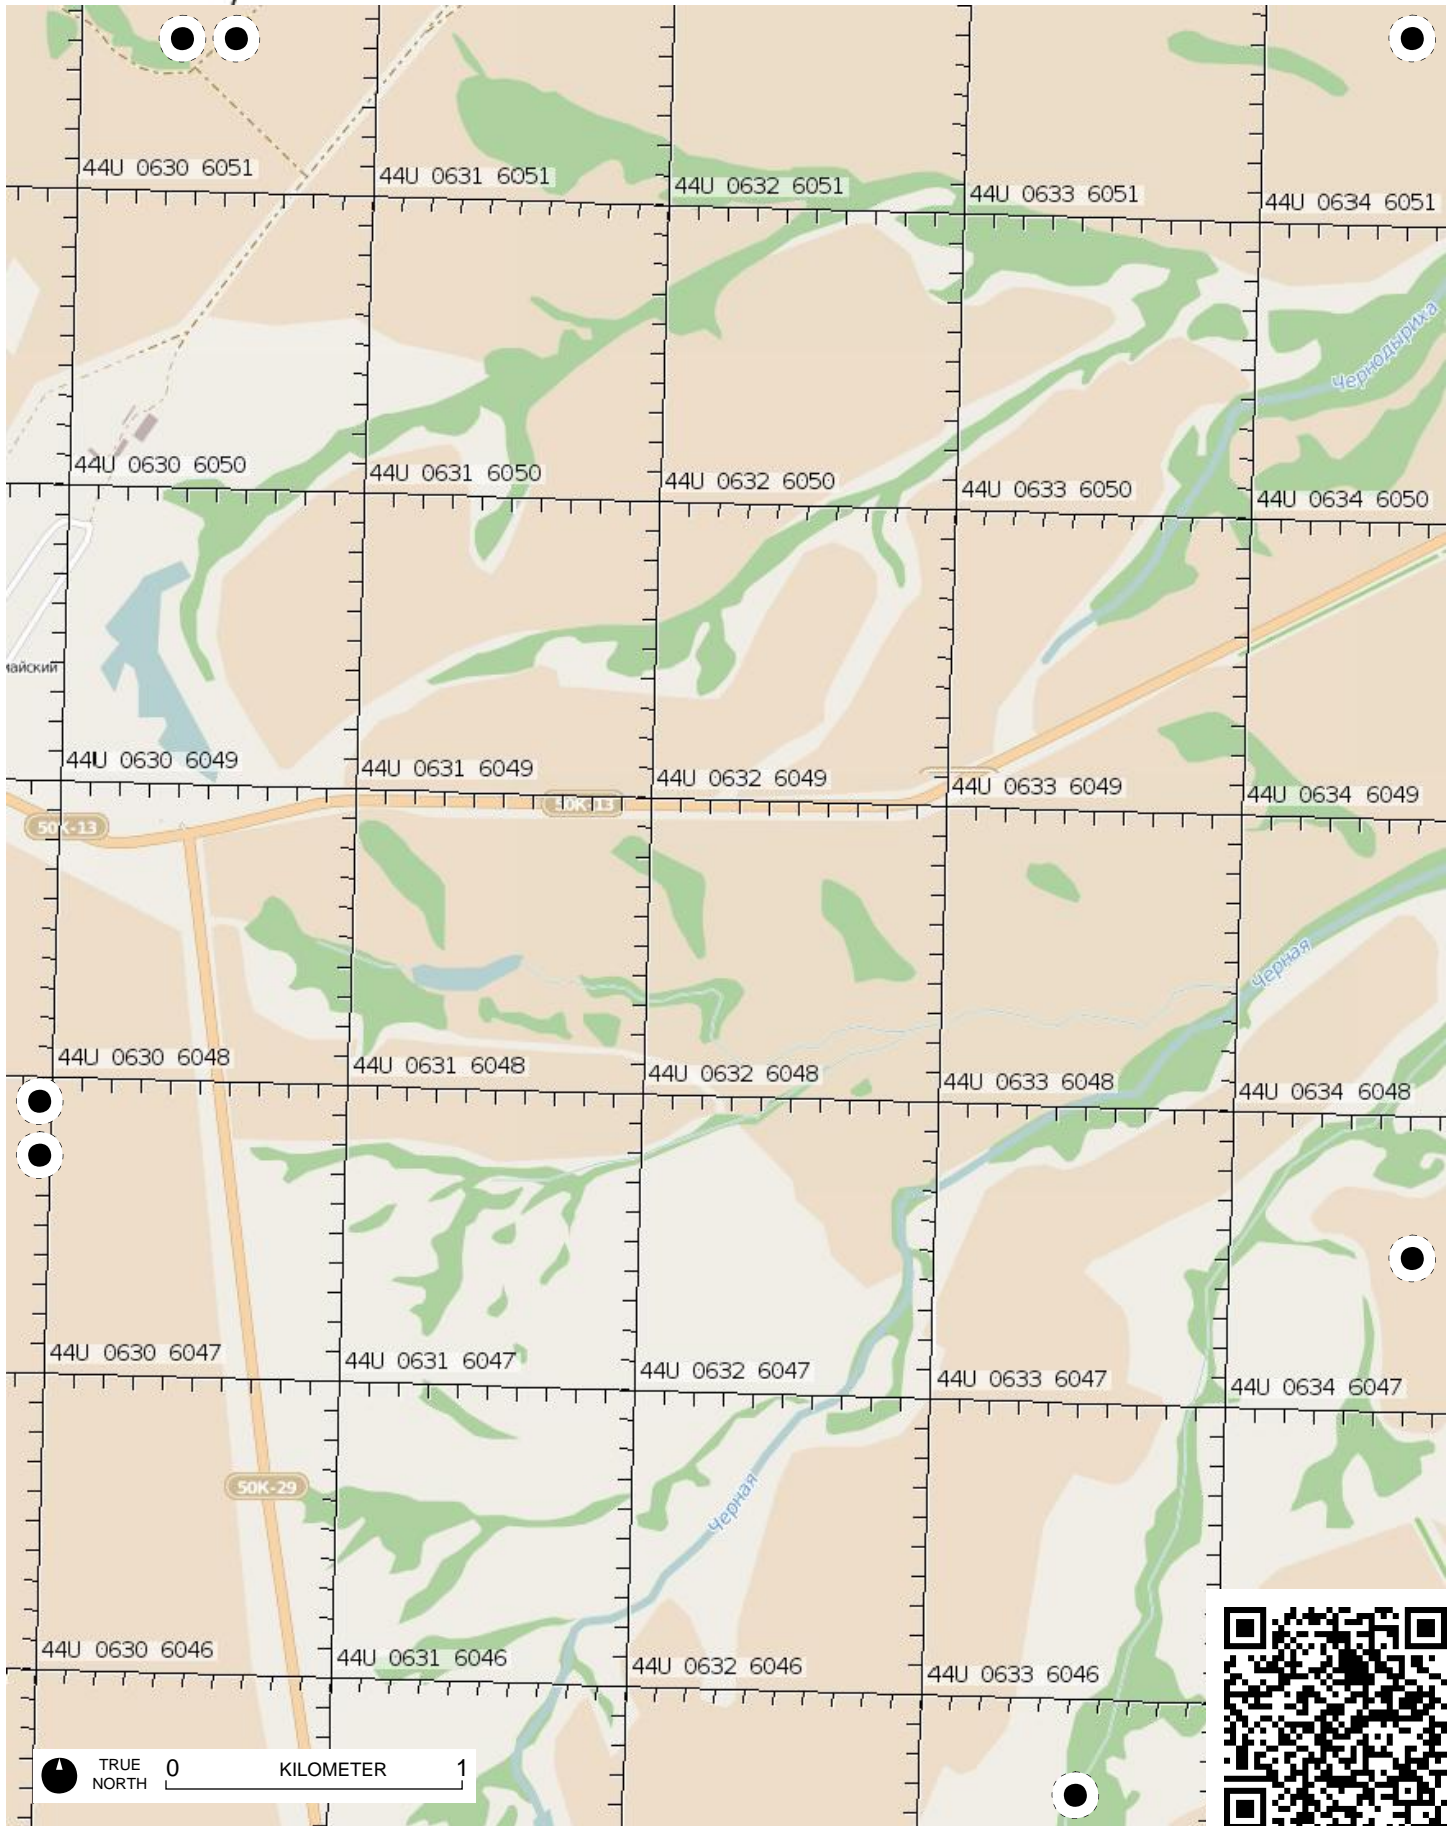 44U 0630 6051
44U 0631 6051
44U 0632 6051
44U 0633 6051
44U 0634 6051
Чернодыриха
44U 0630 6050
44U 0631 6050
44U 0632 6050
44U 0633 6050
44U 0634 6050
майский
44U 0630 6049
44U 0631 6049
44U 0632 6049
44U 0633 6049
44U 0634 6049
50K-13
50K-13
Черная
44U 0630 6048
44U 0631 6048
44U 0632 6048
44U 0633 6048
44U 0634 6048
44U 0630 6047
44U 0631 6047
44U 0632 6047
44U 0633 6047
44U 0634 6047
50K-29
Черная
44U 0630 6046
44U 0631 6046
44U 0632 6046
44U 0633 6046
TRUE NORTH
0 KILOMETER 1